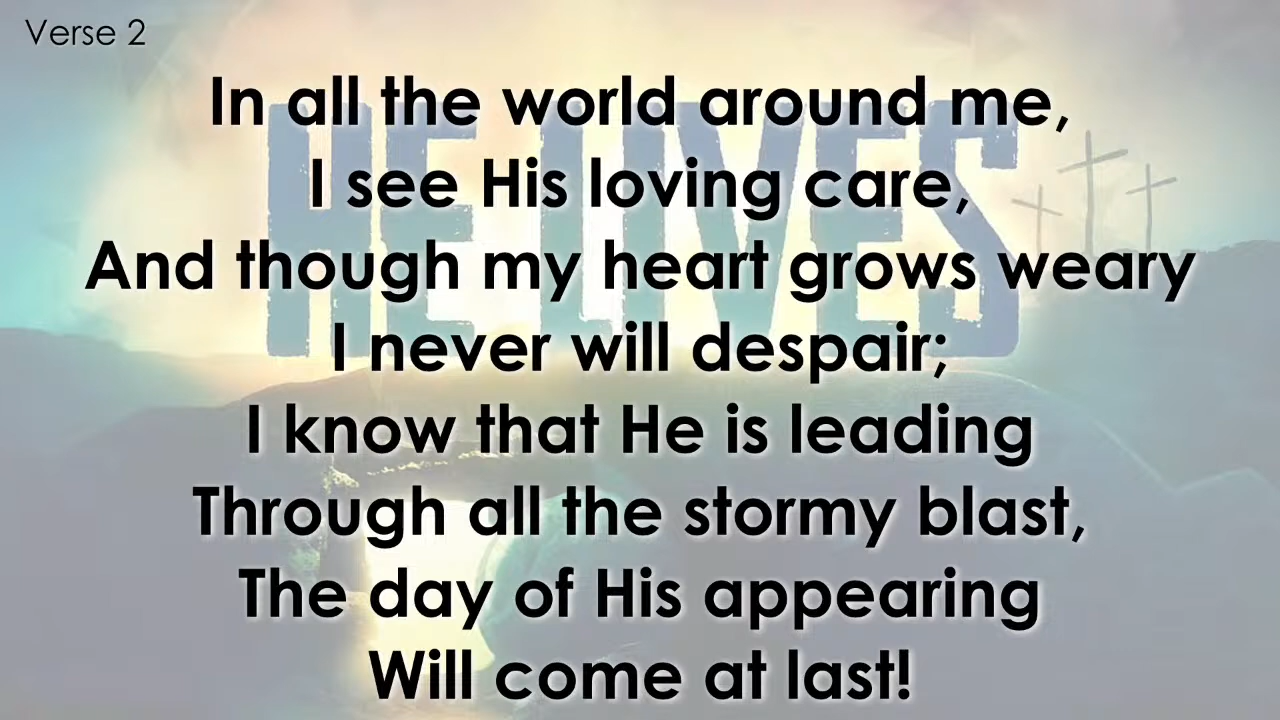 Verse 2
HE LIVES
In all the world around me,
I see His loving care,
And though my heart grows weary
I never will despair;
I know that He is leading
Through all the stormy blast,
The day of His appearing
Will come at last!